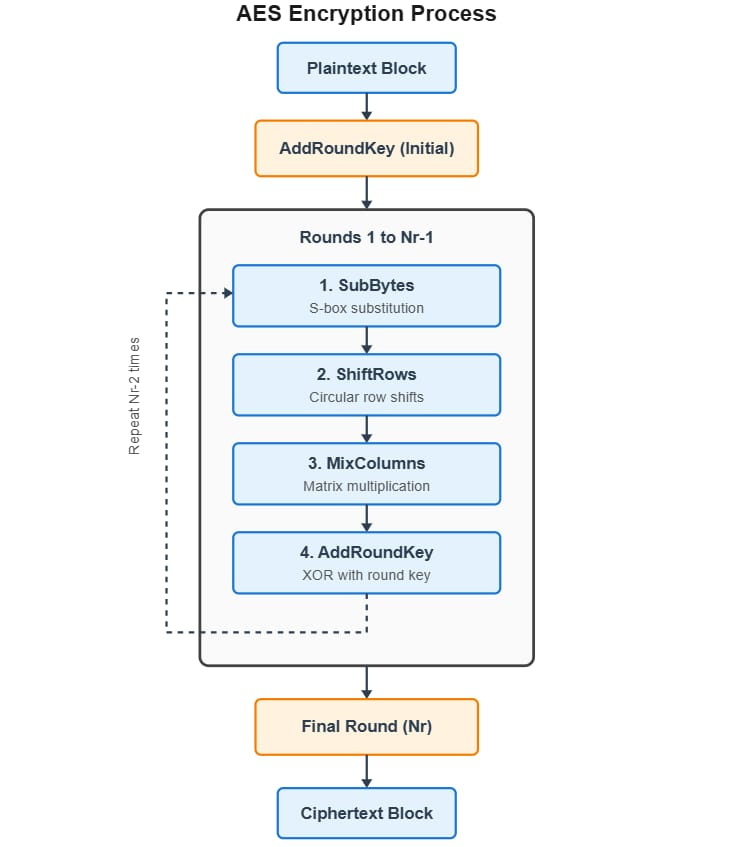 AES Encryption Process
Plaintext Block
AddRoundKey (Initial)
Rounds 1 to Nr-1
1. SubBytes
S-box substitution
2. ShiftRows
Circular row shifts
3. MixColumns
Matrix multiplication
4. AddRoundKey
XOR with round key
Repeat Nr-2 times
Final Round (Nr)
Ciphertext Block